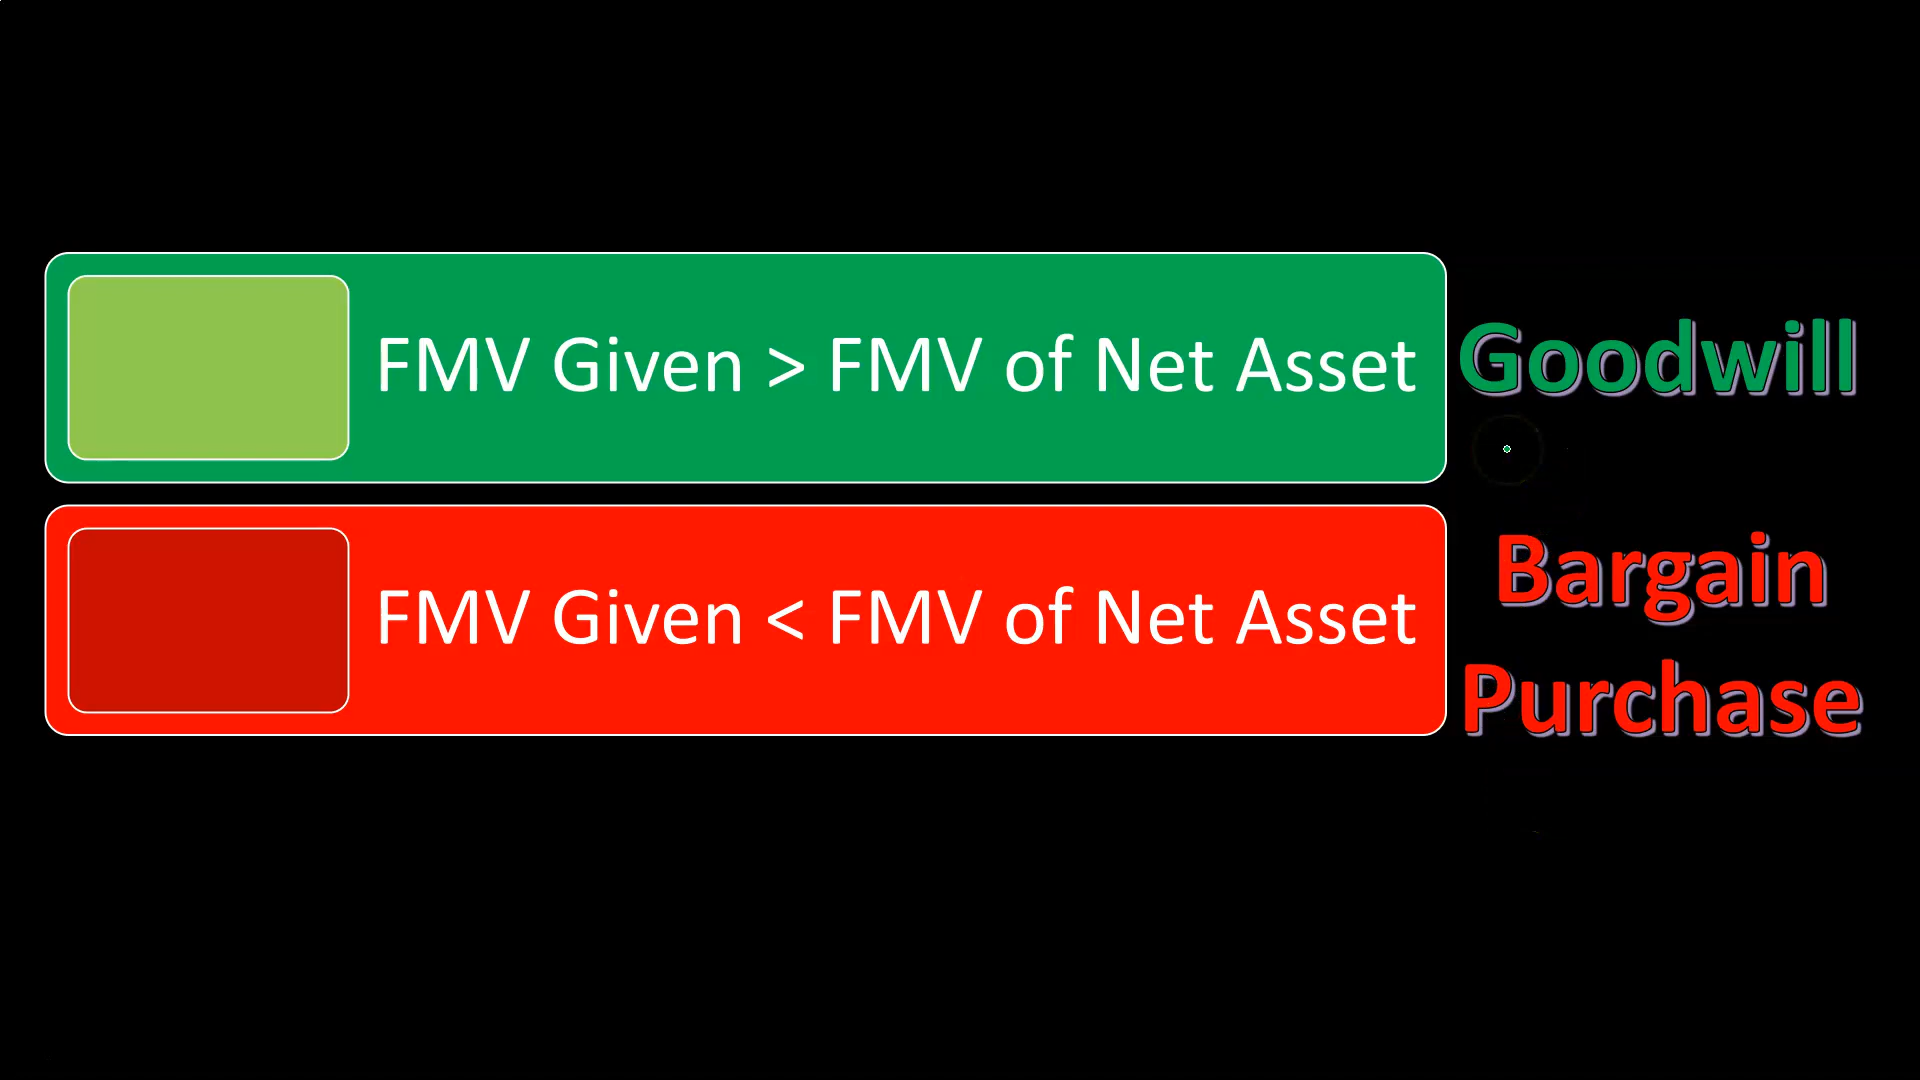 FMV Given > FMV of Net Asset
Goodwill
FMV Given < FMV of Net Asset
Bargain
Purchase